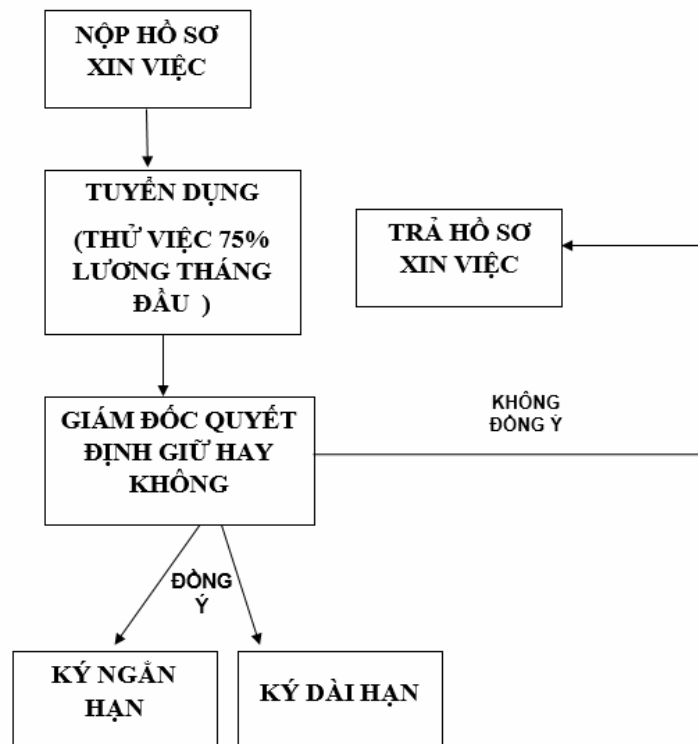 NỘP HỒ SƠ
XIN VIỆC
TUYỂN DỤNG
(THỬ VIỆC 75%
LƯƠNG THÁNG
ĐẦU )
TRẢ HỒ SƠ
XIN VIỆC
GIÁM ĐỐC QUYẾT
ĐỊNH GIỮ HAY
KHÔNG
KHÔNG
ĐỒNG Ý
ĐỒNG
Ý
KÝ NGẮN
HẠN
KÝ DÀI HẠN